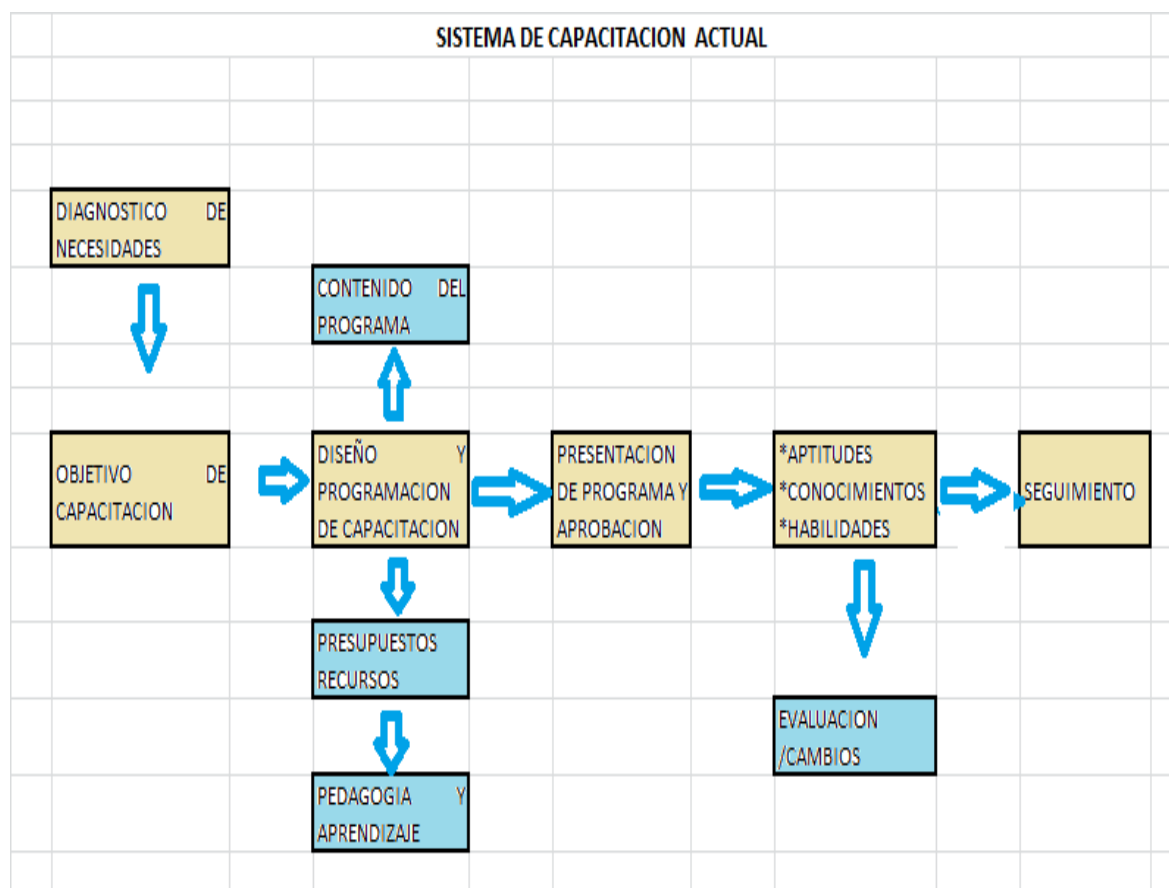 SISTEMA DE CAPACITACION ACTUAL
DIAGNOSTICO DE
NECESIDADES
CONTENIDO DEL
PROGRAMA
OBJETIVO DE
CAPACITACION
DISEÑO Y
PROGRAMACION
DE CAPACITACION
PRESENTACION
DE PROGRAMA Y
APROBACION
*APTITUDES
*CONOCIMIENTOS
*HABILIDADES
SEGUIMIENTO
PRESUPUESTOS
RECURSOS
EVALUACION
/CAMBIOS
PEDAGOGIA Y
APRENDIZAJE